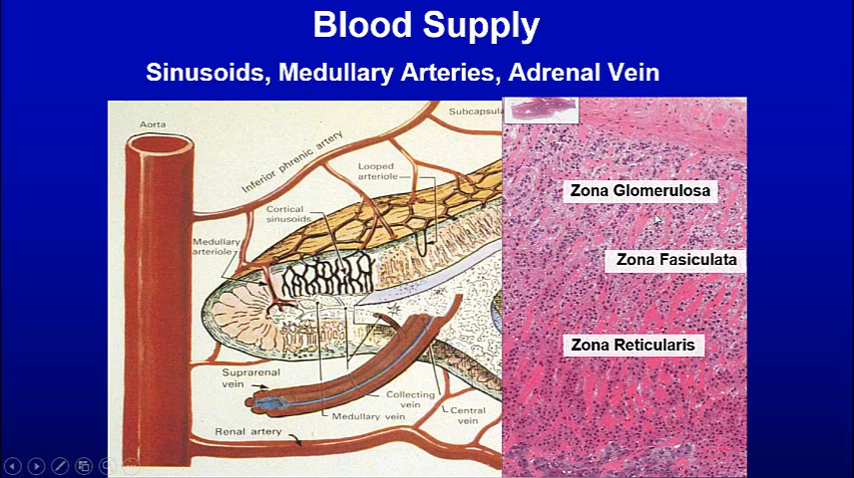 Blood Supply
Sinusoids, Medullary Arteries, Adrenal Vein
Aorta
Inferior phrenic artery
Subcapsula
Looped
arteriole
Cortical
sinusoids
Medullary
arteriole
Suprarenal
vein
Collecting
vein
Medullary vein
Central
vein
Renal artery
Zona Glomerulosa
Zona Fasiculata
Zona Reticularis